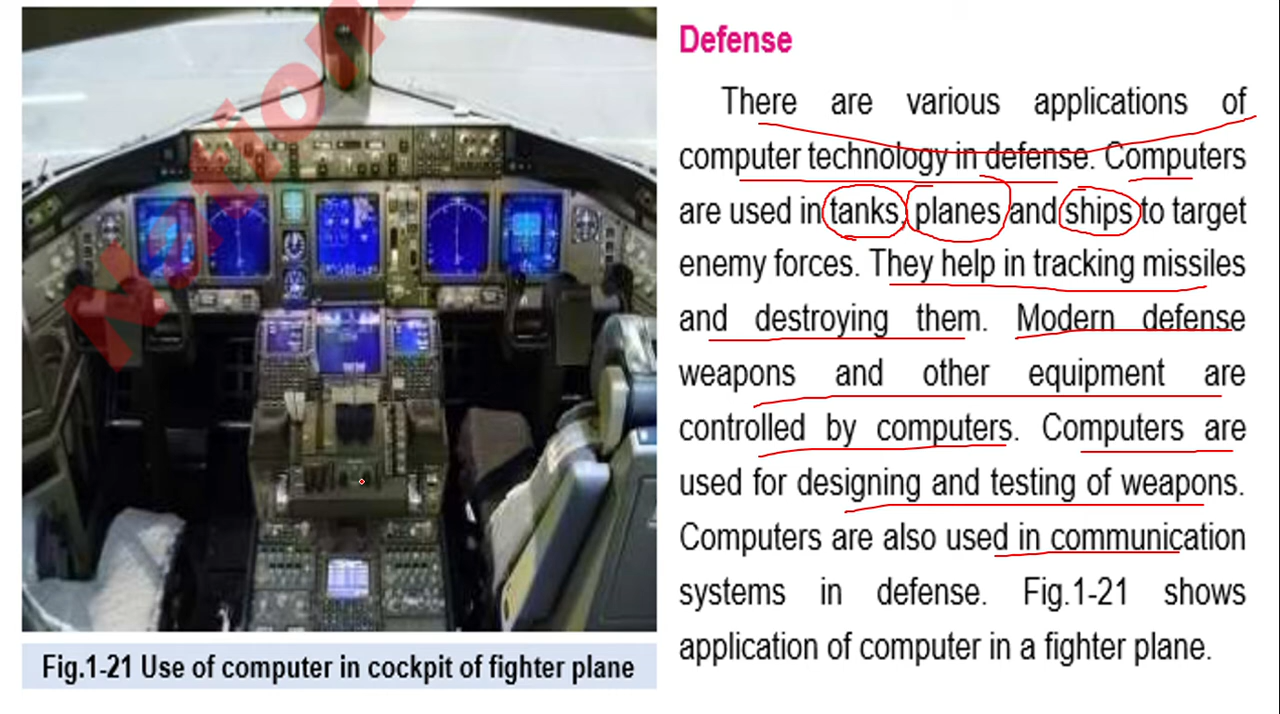 Defense
There are various applications of
computer technology in defense. Computers
are used in tanks, planes and ships to target
enemy forces. They help in tracking missiles
and destroying them. Modern defense
weapons and other equipment are
controlled by computers. Computers are
used for designing and testing of weapons.
Computers are also used in communication
systems in defense. Fig.1-21 shows
application of computer in a fighter plane.
Fig.1-21 Use of computer in cockpit of fighter plane